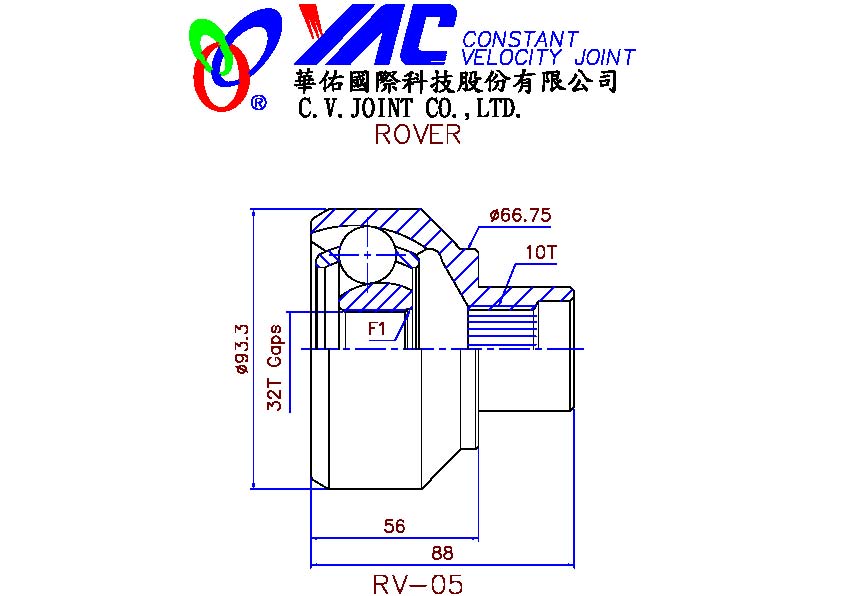 YAC CONSTANT
VELOCITY JOINT
®
華佑國際科技股份有限公司
C.V.JOINT CO.,LTD.
ROVER
ø66.75
10T
F1
ø93.3
32T Gaps
56
88
RV-05